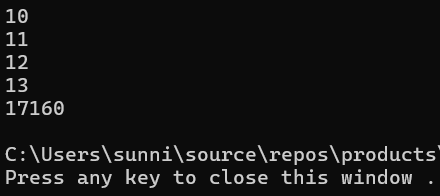 10
11
12
13
17160
C:\Users\sunni\source\repos\products\
Press any key to close this window .